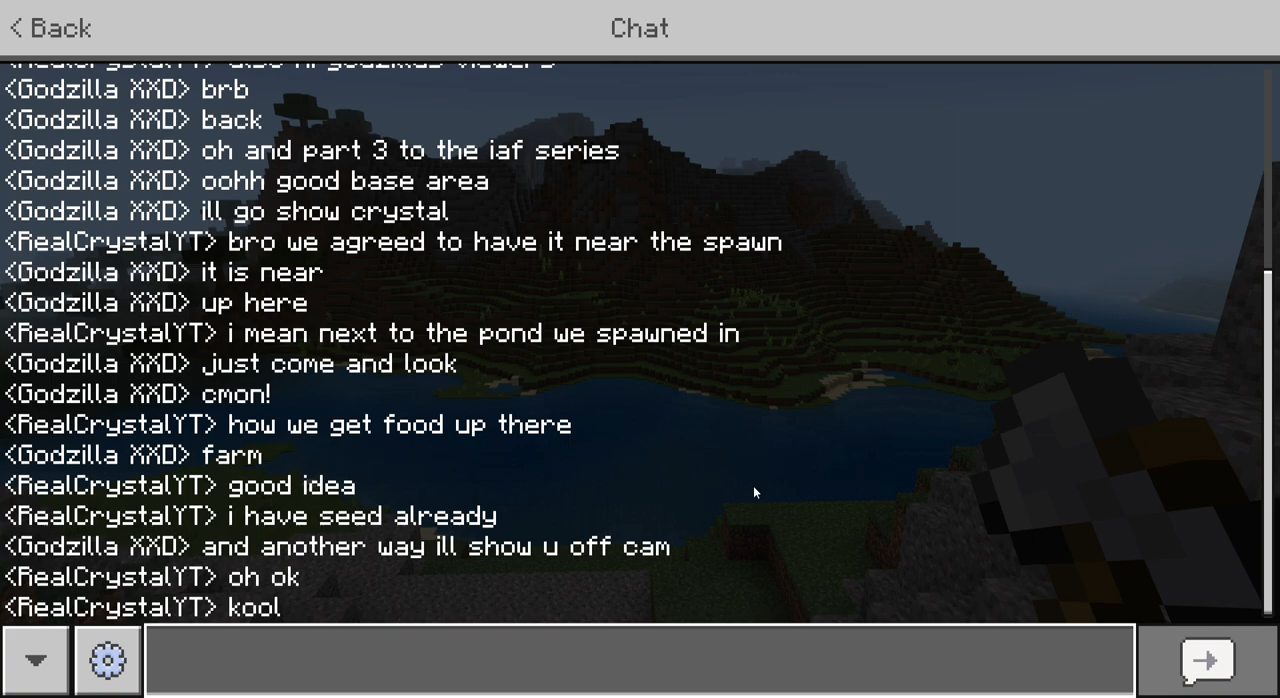 Back
Chat
<RealCrystalYT> also hi godzillas viewers
<Godzilla XXD> brb
<Godzilla XXD> back
<Godzilla XXD> oh and part 3 to the iaf series
<Godzilla XXD> oohh good base area
<Godzilla XXD> ill go show crystal
<RealCrystalYT> bro we agreed to have it near the spawn
<Godzilla XXD> it is near
<Godzilla XXD> up here
<RealCrystalYT> i mean next to the pond we spawned in
<Godzilla XXD> just come and look
<Godzilla XXD> cmon!
<RealCrystalYT> how we get food up there
<Godzilla XXD> farm
<RealCrystalYT> good idea
<RealCrystalYT> i have seed already
<Godzilla XXD> and another way ill show u off cam
<RealCrystalYT> oh ok
<RealCrystalYT> kool